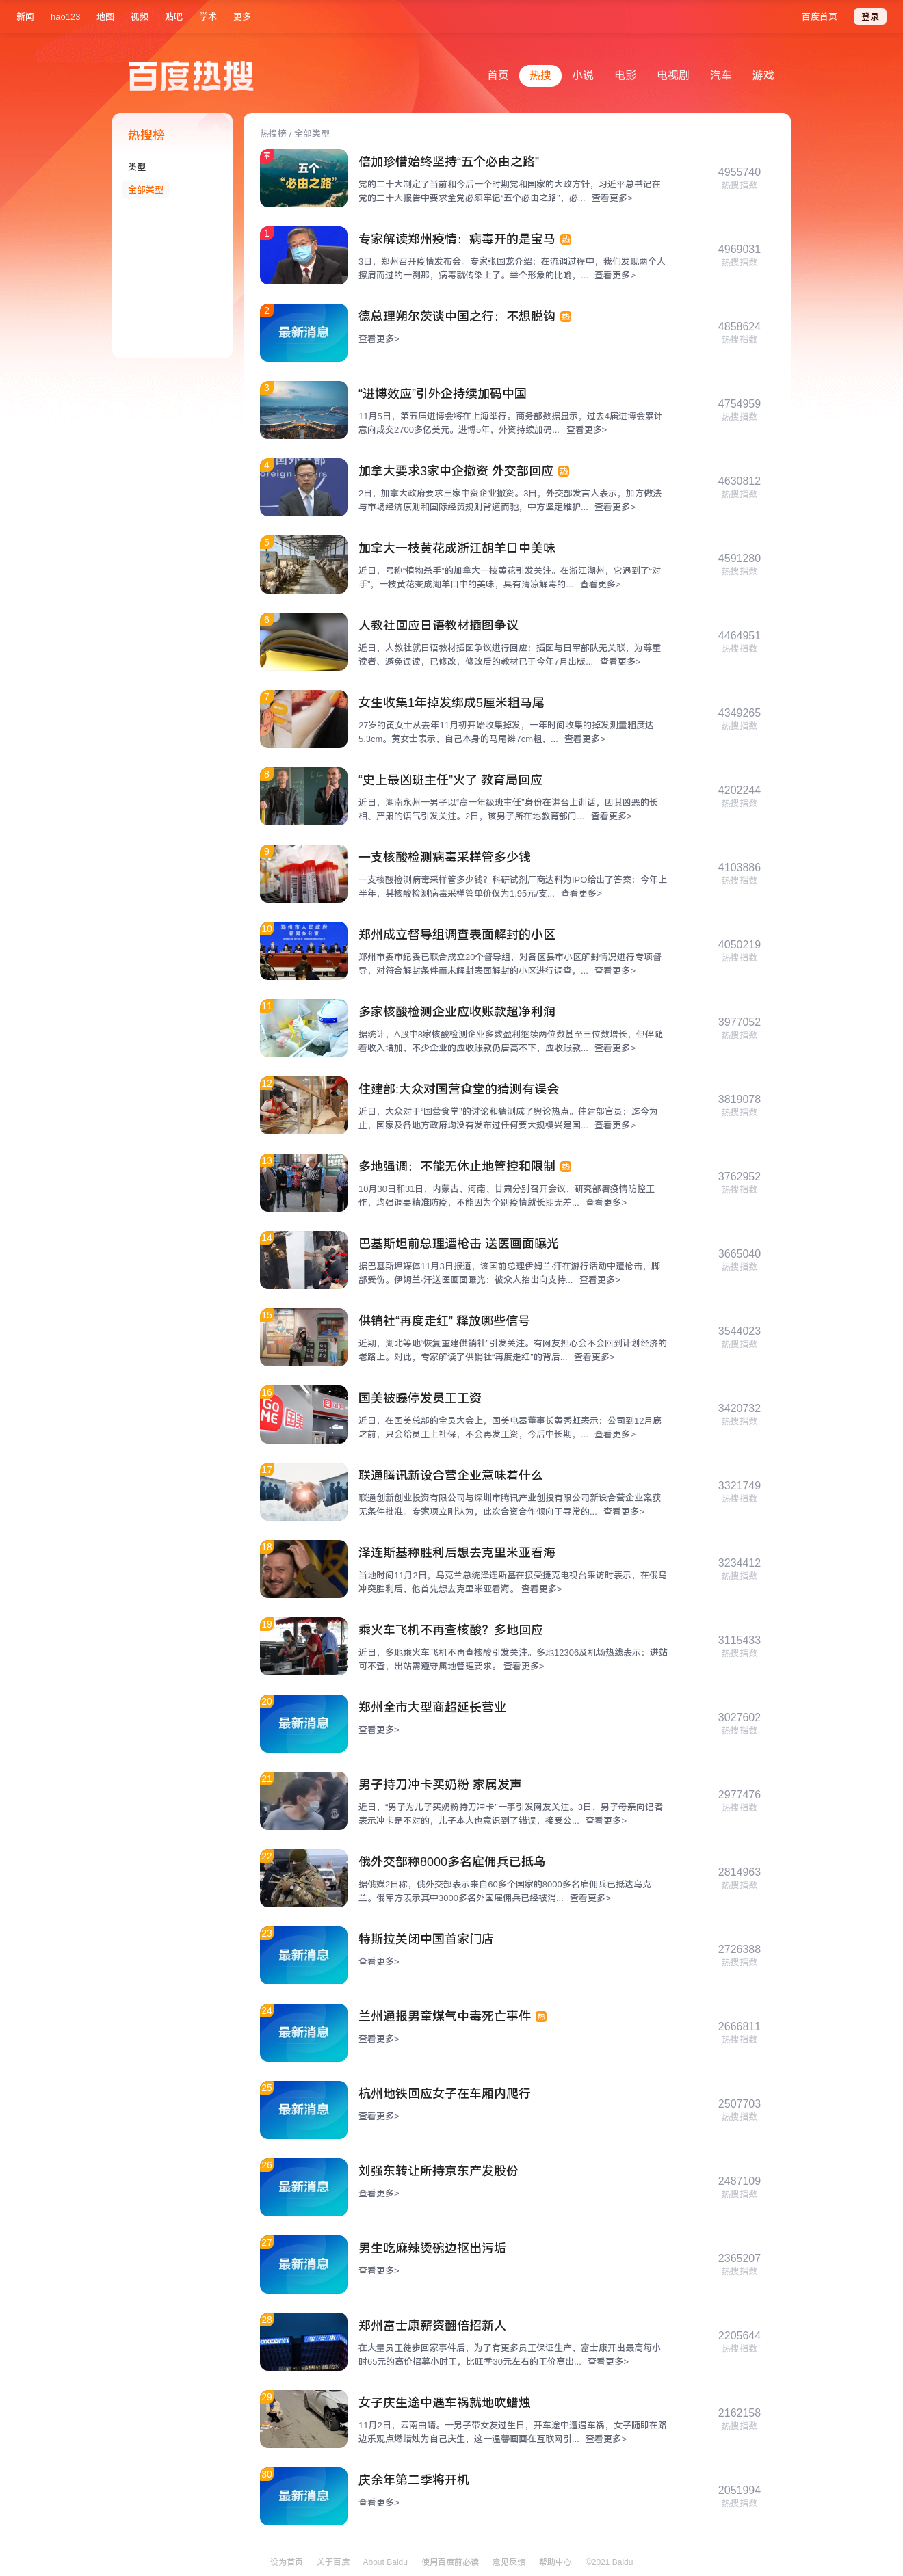 新闻 hao123 地图 视频 贴吧 学术 更多 百度首页 登录
百度热搜
首页 热搜 小说 电影 电视剧 汽车 游戏
热搜榜
类型
全部类型
热搜榜 / 全部类型
五个
“必由之路”
倍加珍惜始终坚持“五个必由之路”
党的二十大制定了当前和今后一个时期党和国家的大政方针，习近平总书记在
党的二十大报告中要求全党必须牢记“五个必由之路”，必... 查看更多>
4955740
热搜指数
1
专家解读郑州疫情：病毒开的是宝马 热
3日，郑州召开疫情发布会。专家张国龙介绍：在流调过程中，我们发现两个人
擦肩而过的一刹那，病毒就传染上了。举个形象的比喻，... 查看更多>
4969031
热搜指数
2
最新消息
德总理朔尔茨谈中国之行：不想脱钩 热
查看更多>
4858624
热搜指数
3
“进博效应”引外企持续加码中国
11月5日，第五届进博会将在上海举行。商务部数据显示，过去4届进博会累计
意向成交2700多亿美元。进博5年，外资持续加码... 查看更多>
4754959
热搜指数
4
加拿大要求3家中企撤资 外交部回应 热
2日，加拿大政府要求三家中资企业撤资。3日，外交部发言人表示，加方做法
与市场经济原则和国际经贸规则背道而驰，中方坚定维护... 查看更多>
4630812
热搜指数
5
加拿大一枝黄花成浙江胡羊口中美味
近日，号称“植物杀手”的加拿大一枝黄花引发关注。在浙江湖州，它遇到了“对
手”，一枝黄花变成湖羊口中的美味，具有清凉解毒的... 查看更多>
4591280
热搜指数
6
人教社回应日语教材插图争议
近日，人教社就日语教材插图争议进行回应：插图与日军部队无关联，为尊重
读者、避免误读，已修改，修改后的教材已于今年7月出版... 查看更多>
4464951
热搜指数
7
女生收集1年掉发绑成5厘米粗马尾
27岁的黄女士从去年11月初开始收集掉发，一年时间收集的掉发测量粗度达
5.3cm。黄女士表示，自己本身的马尾辫7cm粗，... 查看更多>
4349265
热搜指数
8
“史上最凶班主任”火了 教育局回应
近日，湖南永州一男子以“高一年级班主任”身份在讲台上训话，因其凶恶的长
相、严肃的语气引发关注。2日，该男子所在地教育部门... 查看更多>
4202244
热搜指数
9
一支核酸检测病毒采样管多少钱
一支核酸检测病毒采样管多少钱？科研试剂厂商达科为IPO给出了答案：今年上
半年，其核酸检测病毒采样管单价仅为1.95元/支... 查看更多>
4103886
热搜指数
10
郑州成立督导组调查表面解封的小区
郑州市委市纪委已联合成立20个督导组，对各区县市小区解封情况进行专项督
导，对符合解封条件而未解封表面解封的小区进行调查，... 查看更多>
4050219
热搜指数
11
多家核酸检测企业应收账款超净利润
据统计，A股中8家核酸检测企业多数盈利继续两位数甚至三位数增长，但伴随
着收入增加，不少企业的应收账款仍居高不下，应收账款... 查看更多>
3977052
热搜指数
12
住建部:大众对国营食堂的猜测有误会
近日，大众对于“国营食堂”的讨论和猜测成了舆论热点。住建部官员：迄今为
止，国家及各地方政府均没有发布过任何要大规模兴建国... 查看更多>
3819078
热搜指数
13
多地强调：不能无休止地管控和限制 热
10月30日和31日，内蒙古、河南、甘肃分别召开会议，研究部署疫情防控工
作，均强调要精准防疫，不能因为个别疫情就长期无差... 查看更多>
3762952
热搜指数
14
巴基斯坦前总理遭枪击 送医画面曝光
据巴基斯坦媒体11月3日报道，该国前总理伊姆兰·汗在游行活动中遭枪击，脚
部受伤。伊姆兰·汗送医画面曝光：被众人抬出向支持... 查看更多>
3665040
热搜指数
15
供销社“再度走红” 释放哪些信号
近期，湖北等地“恢复重建供销社”引发关注。有网友担心会不会回到计划经济的
老路上。对此，专家解读了供销社“再度走红”的背后... 查看更多>
3544023
热搜指数
16
GOME 国美
国美被曝停发员工工资
近日，在国美总部的全员大会上，国美电器董事长黄秀虹表示：公司到12月底
之前，只会给员工上社保，不会再发工资，今后中长期，... 查看更多>
3420732
热搜指数
17
联通腾讯新设合营企业意味着什么
联通创新创业投资有限公司与深圳市腾讯产业创投有限公司新设合营企业案获
无条件批准。专家项立刚认为，此次合资合作倾向于寻常的... 查看更多>
3321749
热搜指数
18
泽连斯基称胜利后想去克里米亚看海
当地时间11月2日，乌克兰总统泽连斯基在接受捷克电视台采访时表示，在俄乌
冲突胜利后，他首先想去克里米亚看海。 查看更多>
3234412
热搜指数
19
乘火车飞机不再查核酸？多地回应
近日，多地乘火车飞机不再查核酸引发关注。多地12306及机场热线表示：进站
可不查，出站需遵守属地管理要求。 查看更多>
3115433
热搜指数
20
最新消息
郑州全市大型商超延长营业
查看更多>
3027602
热搜指数
21
男子持刀冲卡买奶粉 家属发声
近日，“男子为儿子买奶粉持刀冲卡”一事引发网友关注。3日，男子母亲向记者
表示冲卡是不对的，儿子本人也意识到了错误，接受公... 查看更多>
2977476
热搜指数
22
俄外交部称8000多名雇佣兵已抵乌
据俄媒2日称，俄外交部表示来自60多个国家的8000多名雇佣兵已抵达乌克
兰。俄军方表示其中3000多名外国雇佣兵已经被消... 查看更多>
2814963
热搜指数
23
最新消息
特斯拉关闭中国首家门店
查看更多>
2726388
热搜指数
24
最新消息
兰州通报男童煤气中毒死亡事件 热
查看更多>
2666811
热搜指数
25
最新消息
杭州地铁回应女子在车厢内爬行
查看更多>
2507703
热搜指数
26
最新消息
刘强东转让所持京东产发股份
查看更多>
2487109
热搜指数
27
最新消息
男生吃麻辣烫碗边抠出污垢
查看更多>
2365207
热搜指数
28
郑州富士康薪资翻倍招新人
在大量员工徒步回家事件后，为了有更多员工保证生产，富士康开出最高每小
时65元的高价招募小时工，比旺季30元左右的工价高出... 查看更多>
2205644
热搜指数
29
女子庆生途中遇车祸就地吹蜡烛
11月2日，云南曲靖。一男子带女友过生日，开车途中遭遇车祸，女子随即在路
边乐观点燃蜡烛为自己庆生，这一温馨画面在互联网引... 查看更多>
2162158
热搜指数
30
最新消息
庆余年第二季将开机
查看更多>
2051994
热搜指数
设为首页 关于百度 About Baidu 使用百度前必读 意见反馈 帮助中心 ©2021 Baidu